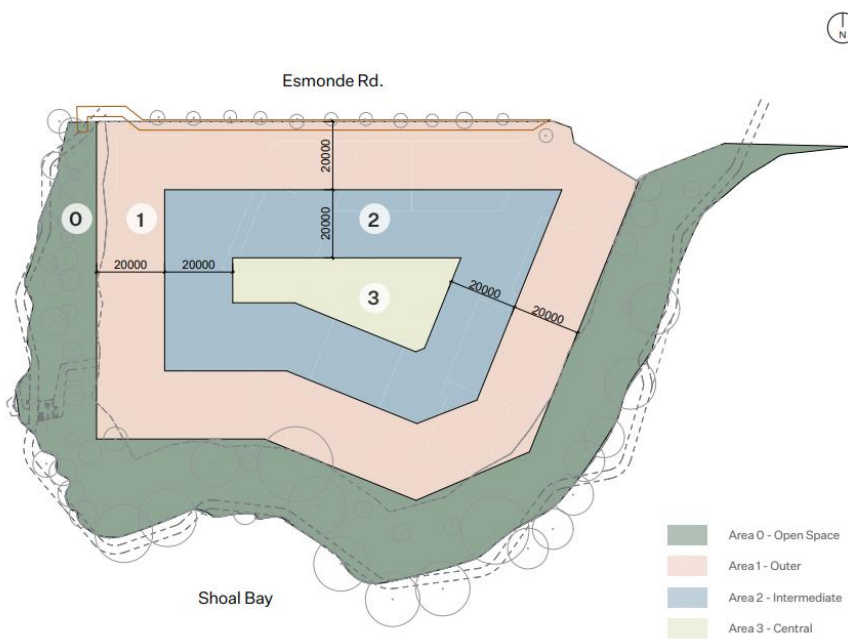 N
Esmonde Rd.
20000
0
1
2
20000
20000
20000
3
20000
20000
Shoal Bay
Area 0 - Open Space
Area 1 - Outer
Area 2 - Intermediate
Area 3 - Central